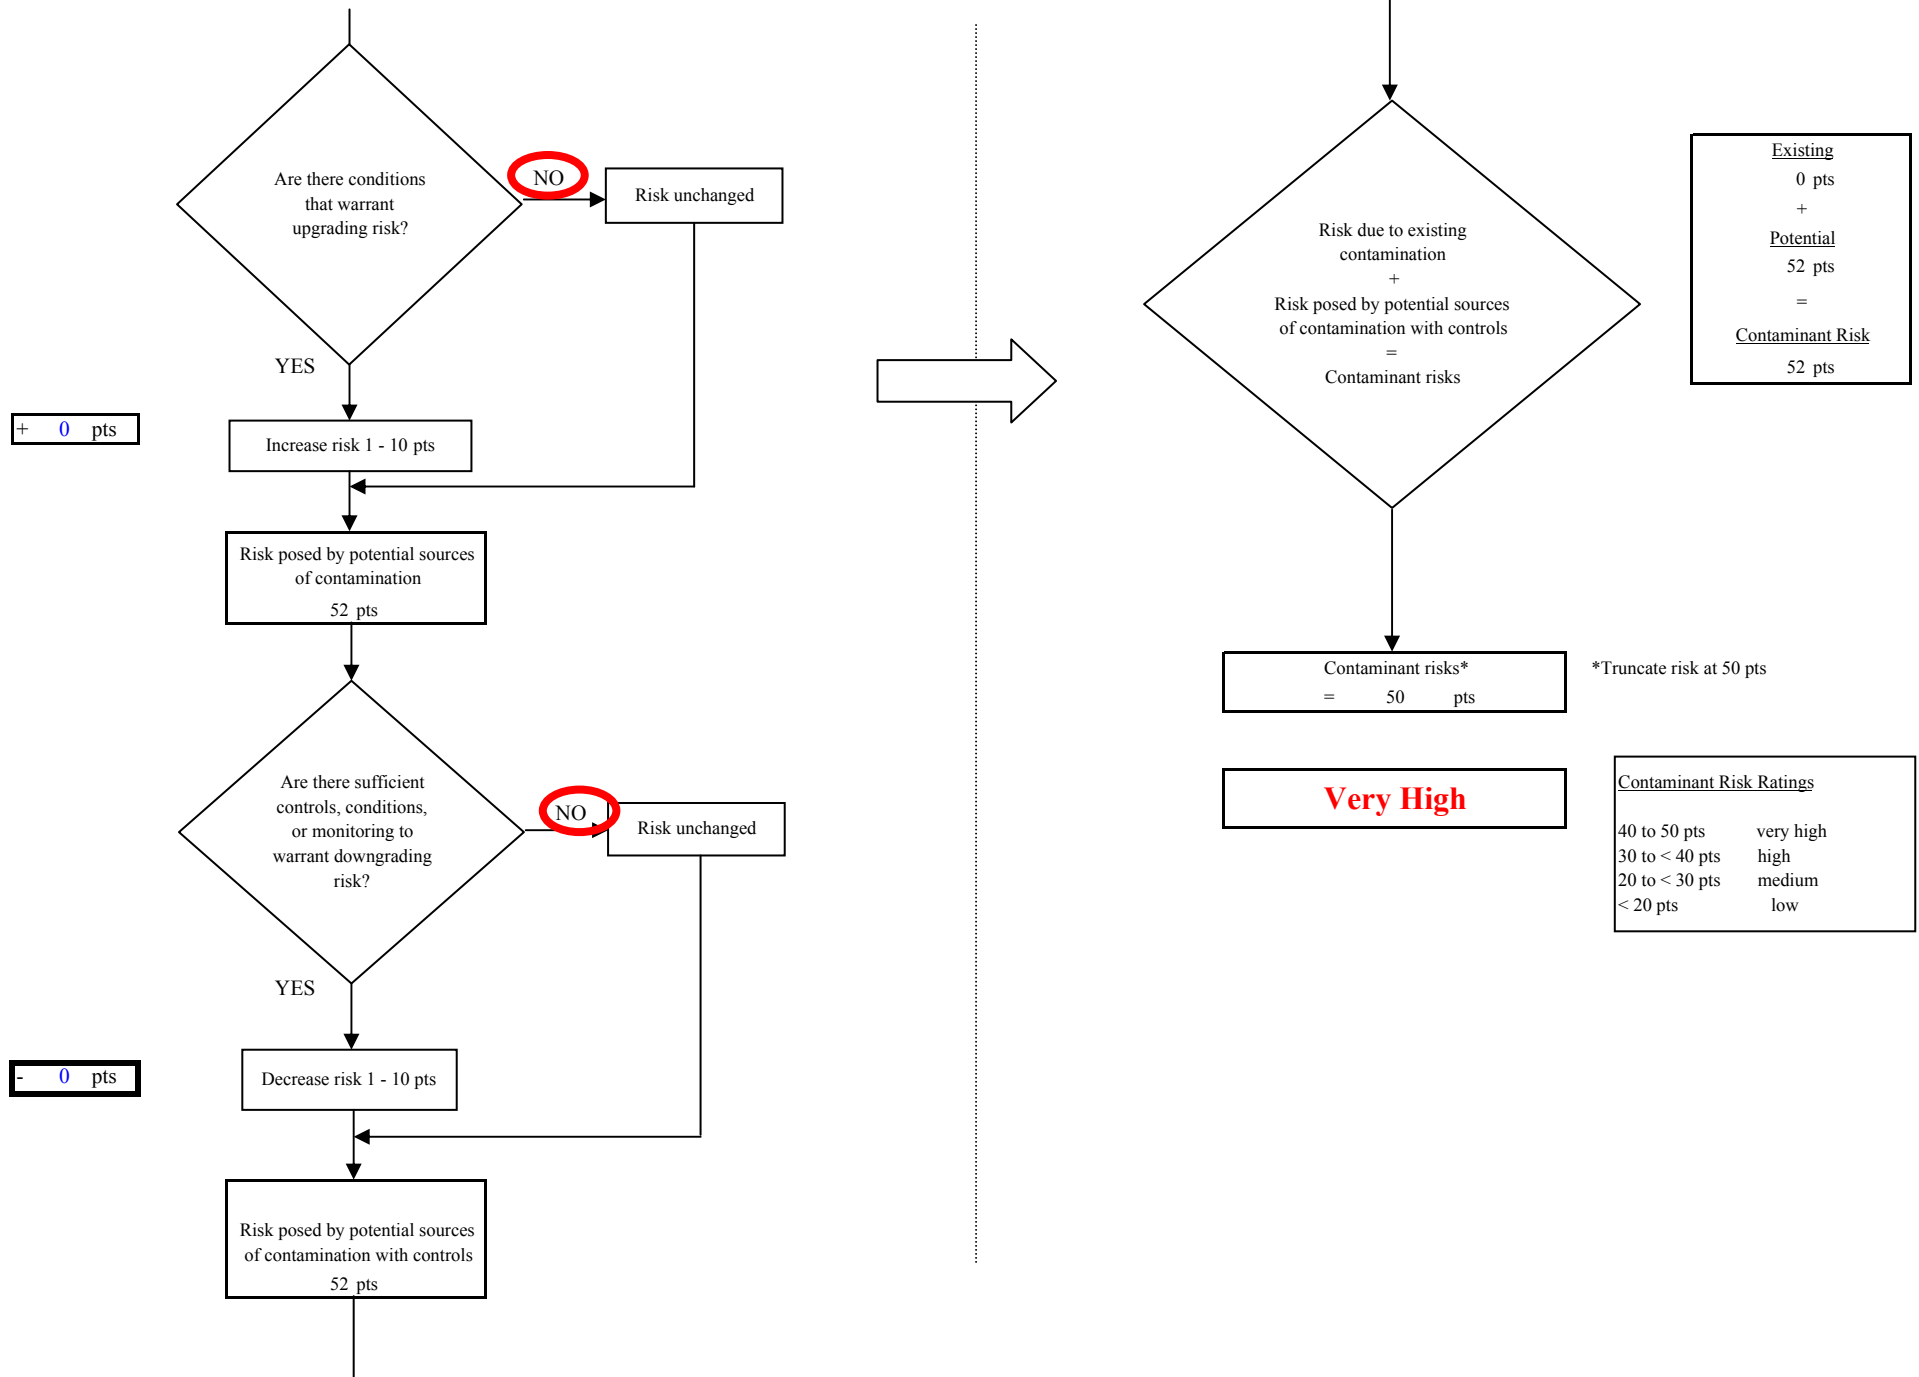 Are there conditions
that warrant
upgrading risk?
NO
Risk unchanged
YES
+ 0 pts
Increase risk 1 - 10 pts
Risk posed by potential sources
of contamination
52 pts
Are there sufficient
controls, conditions,
or monitoring to
warrant downgrading
risk?
NO
Risk unchanged
YES
- 0 pts
Decrease risk 1 - 10 pts
Risk posed by potential sources
of contamination with controls
52 pts
Risk due to existing
contamination
+
Risk posed by potential sources
of contamination with controls
=
Contaminant risks
Existing
0 pts
+
Potential
52 pts
=
Contaminant Risk
52 pts
Contaminant risks*
= 50 pts
*Truncate risk at 50 pts
Very High
Contaminant Risk Ratings
40 to 50 pts very high
30 to < 40 pts high
20 to < 30 pts medium
< 20 pts low